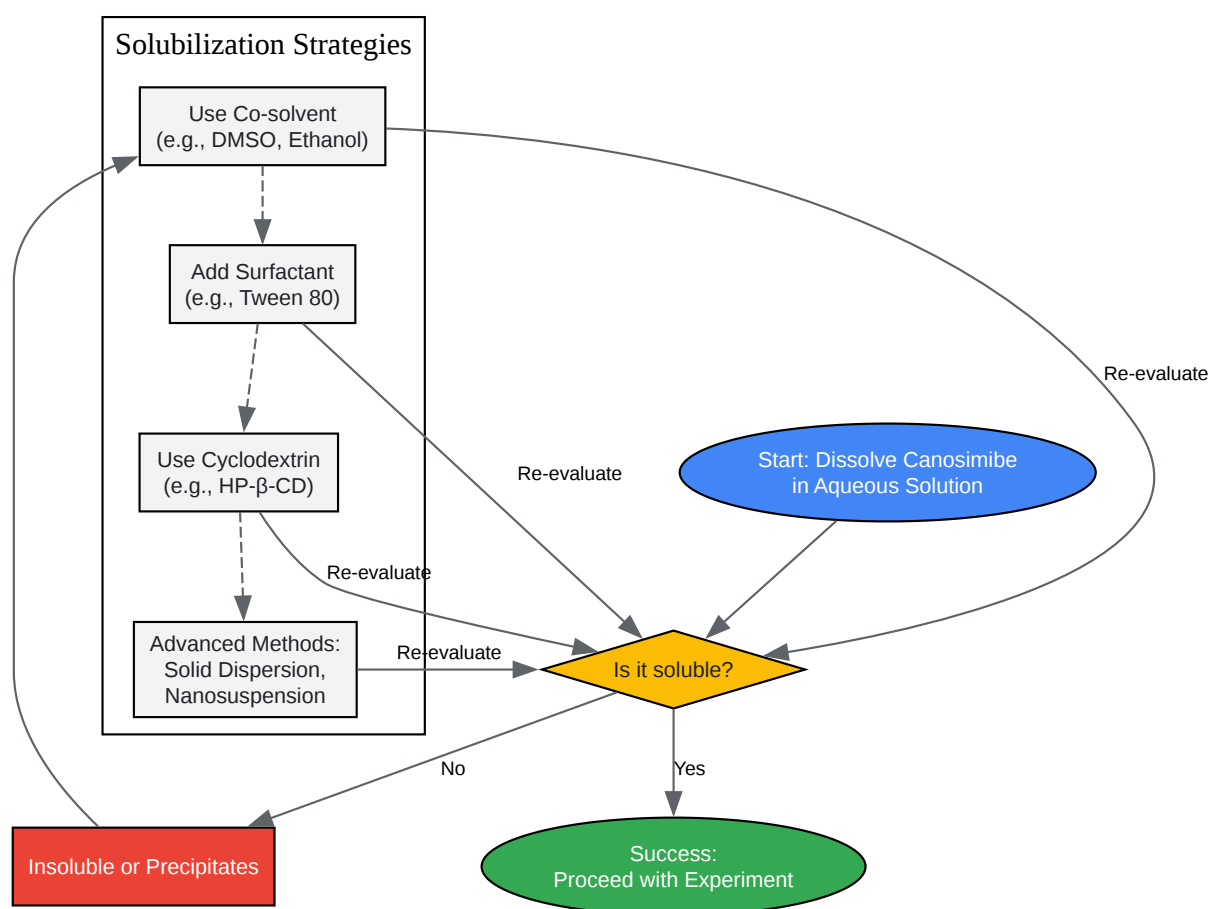 Solubilization Strategies
Use Co-solvent
(e.g., DMSO, Ethanol)
Add Surfactant
(e.g., Tween 80)
Re-evaluate
Use Cyclodextrin
(e.g., HP-β-CD)
Re-evaluate
Start: Dissolve Canosimibe
in Aqueous Solution
Re-evaluate
Advanced Methods:
Solid Dispersion,
Nanosuspension
Re-evaluate
Is it soluble?
No
Yes
Insoluble or Precipitates
Success:
Proceed with Experiment